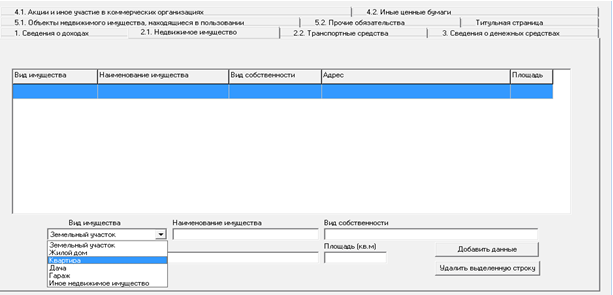 4.1. Акции и иное участие в коммерческих организациях
4.2. Иные ценные бумаги
5.1. Объекты недвижимого имущества, находящиеся в пользовании
5.2. Прочие обязательства
Титульная страница
1. Сведения о доходах
2.1. Недвижимое имущество
2.2. Транспортные средства
3. Сведения о денежных средствах
Вид имущества
Наименование имущества
Вид собственности
Адрес
Площадь
Вид имущества
Наименование имущества
Вид собственности
Земельный участок
Земельный участок
Жилой дом
Квартира
Дача
Гараж
Иное недвижимое имущество
Площадь (кв.м)
Добавить данные
Удалить выделенную строку